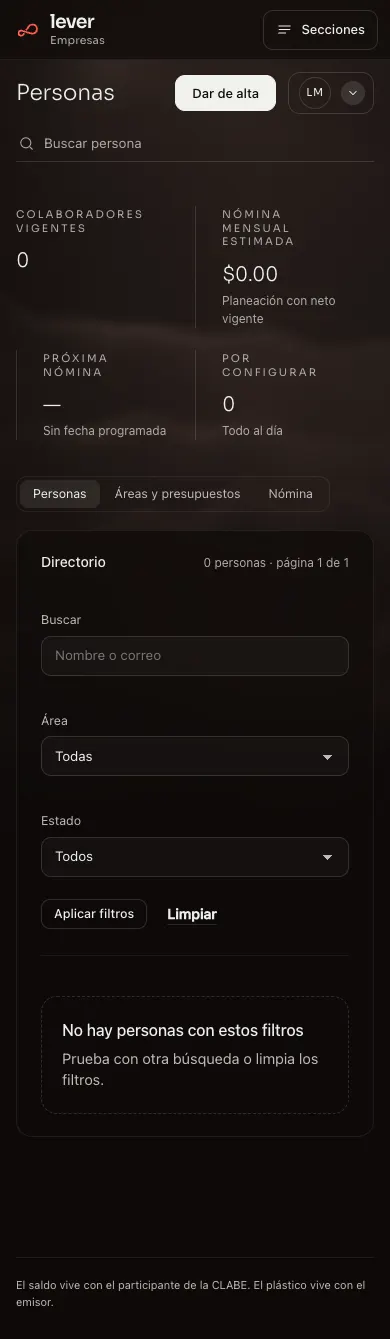 lever
Empresas
Secciones
Personas
Dar de alta
LM
Buscar persona
COLABORADORES
VIGENTES
0
NÓMINA
MENSUAL
ESTIMADA
$0.00
Planeación con neto
vigente
PRÓXIMA
NÓMINA
—
Sin fecha programada
POR
CONFIGURAR
0
Todo al día
Personas
Áreas y presupuestos
Nómina
Directorio
0 personas · página 1 de 1
Buscar
Nombre o correo
Área
Todas
Estado
Todos
Aplicar filtros
Limpiar
No hay personas con estos filtros
Prueba con otra búsqueda o limpia los
filtros.
El saldo vive con el participante de la CLABE. El plástico vive con el
emisor.